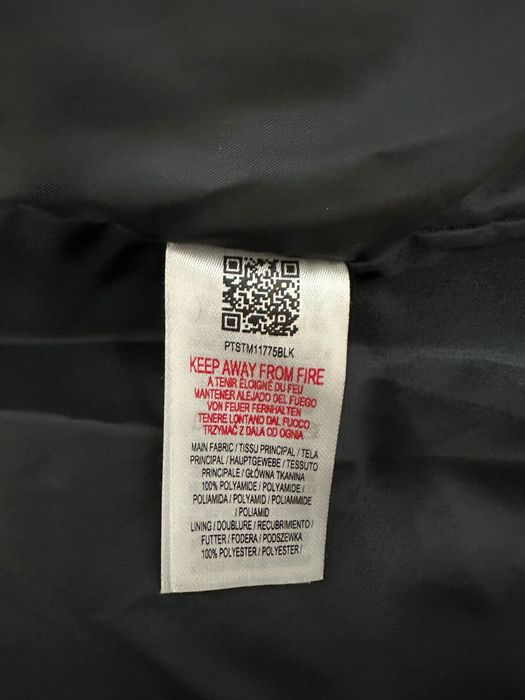 PTSTM11775BLK
KEEP AWAY FROM FIRE
A TENIR ÉLOIGNÉ DU FEU
MANTENER ALEJADO DEL FUEGO
VON FEUER FERNHALTEN
TENERE LONTANO DAL FUOCO
TRZYMAĆ Z DALA OD OGNIA
MAIN FABRIC / TISSU PRINCIPAL / TELA
PRINCIPAL / HAUPTGEWEBE / TESSUTO
PRINCIPALE / GŁÓWNA TKANINA
100% POLYAMIDE / POLYAMIDE /
POLIAMIDA / POLYAMID / POLIAMMIDE
/ POLIAMID
LINING / DOUBLURE / RECUBRIMIENTO /
FUTTER / FODERA / PODSZEWKA
100% POLYESTER / POLYESTER /